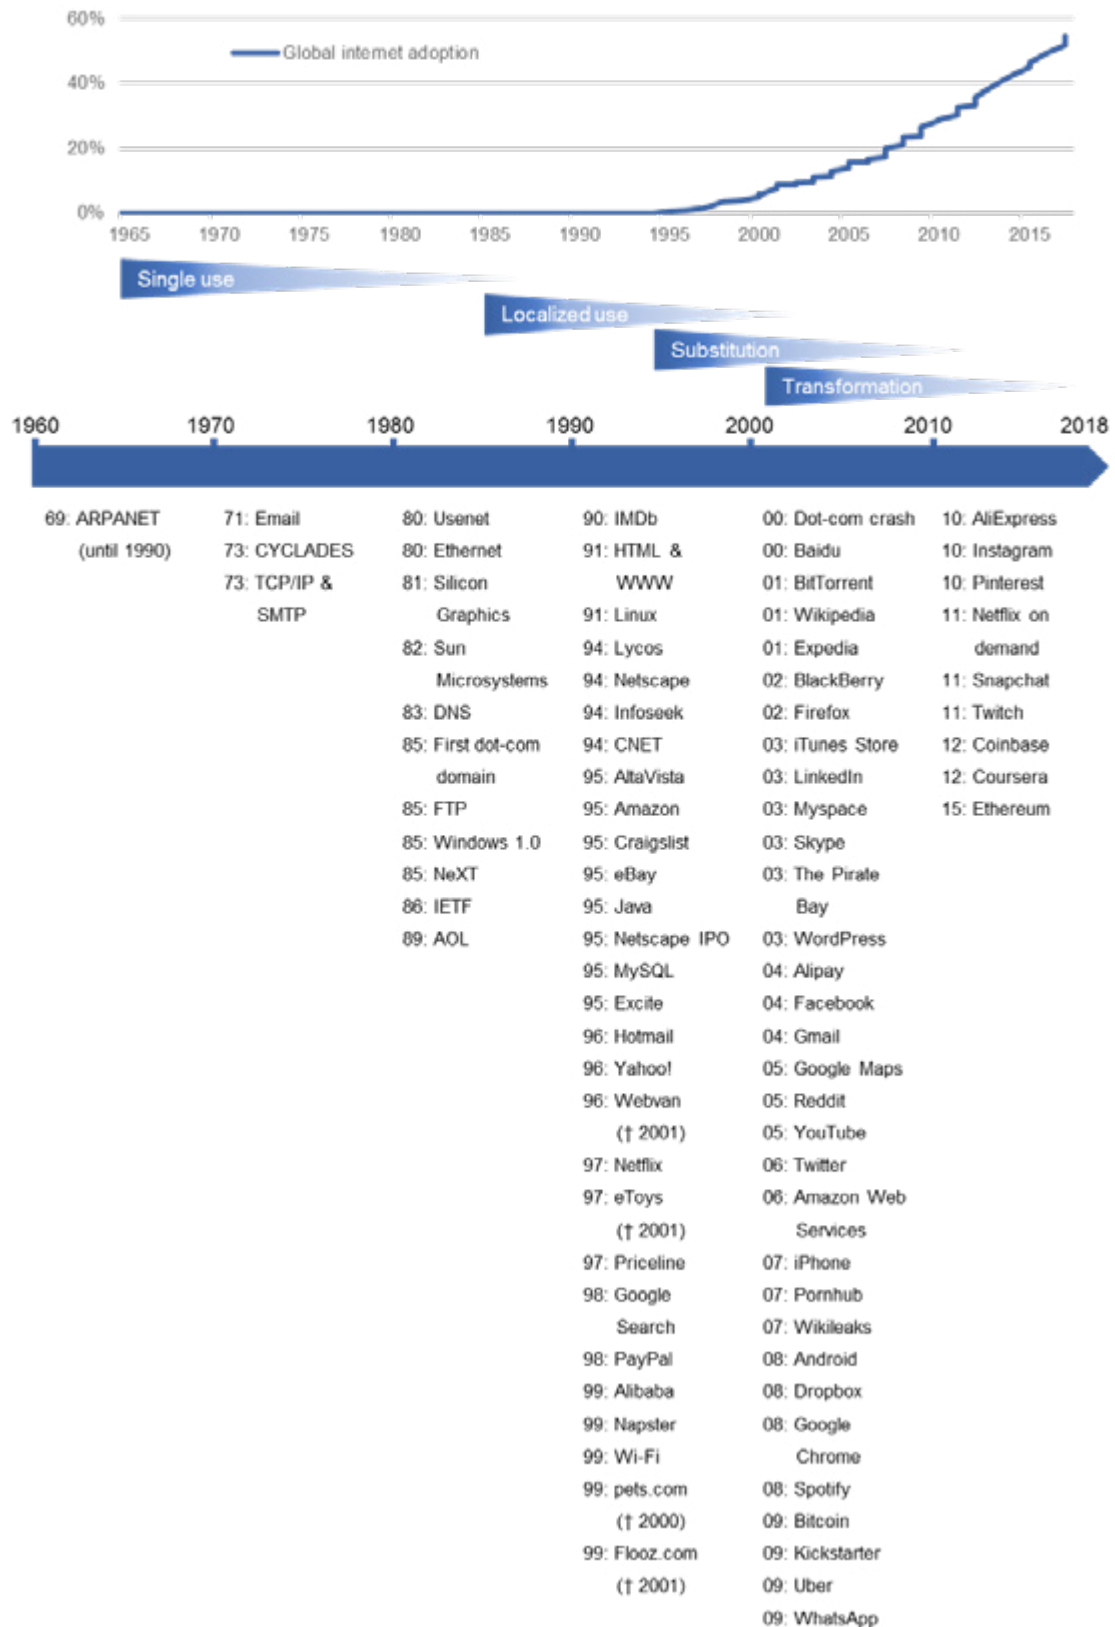 60%
Global internet adoption
40%
20%
0%
1965 1970 1975 1980 1985 1990 1995 2000 2005 2010 2015
Single use
Localized use
Substitution
Transformation
1960 1970 1980 1990 2000 2010 2018
69: ARPANET
(until 1990)
71: Email
73: CYCLADES
73: TCP/IP &
SMTP
80: Usenet
80: Ethernet
81: Silicon
Graphics
82: Sun
Microsystems
83: DNS
85: First dot-com
domain
85: FTP
85: Windows 1.0
85: NeXT
86: IETF
89: AOL
90: IMDb
91: HTML &
WWW
91: Linux
94: Lycos
94: Netscape
94: Infoseek
94: CNET
95: AltaVista
95: Amazon
95: Craigslist
95: eBay
95: Java
95: Netscape IPO
95: MySQL
95: Excite
96: Hotmail
96: Yahoo!
96: Webvan
(† 2001)
97: Netflix
97: eToys
(† 2001)
97: Priceline
98: Google
Search
98: PayPal
99: Alibaba
99: Napster
99: Wi-Fi
99: pets.com
(† 2000)
99: Flooz.com
(† 2001)
00: Dot-com crash
00: Baidu
01: BitTorrent
01: Wikipedia
01: Expedia
02: BlackBerry
02: Firefox
03: iTunes Store
03: LinkedIn
03: Myspace
03: Skype
03: The Pirate
Bay
03: WordPress
04: Alipay
04: Facebook
04: Gmail
05: Google Maps
05: Reddit
05: YouTube
06: Twitter
06: Amazon Web
Services
07: iPhone
07: Pornhub
07: Wikileaks
08: Android
08: Dropbox
08: Google
Chrome
08: Spotify
09: Bitcoin
09: Kickstarter
09: Uber
09: WhatsApp
10: AliExpress
10: Instagram
10: Pinterest
11: Netflix on
demand
11: Snapchat
11: Twitch
12: Coinbase
12: Coursera
15: Ethereum